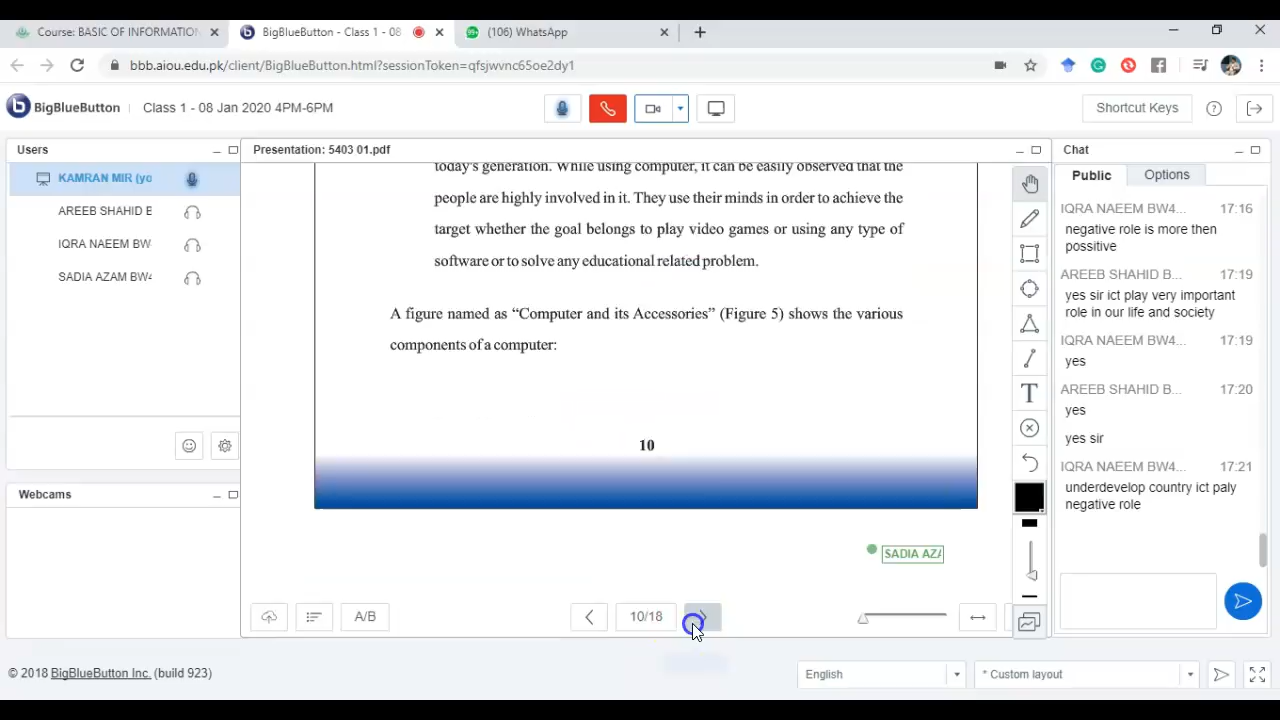 Course: BASIC OF INFORMATION
BigBlueButton - Class 1 - 08
(106) WhatsApp
bbb.aiou.edu.pk/client/BigBlueButton.html?sessionToken=qfsjwvnc65oe2dy1
BigBlueButton
Class 1 - 08 Jan 2020 4PM-6PM
Shortcut Keys
Users
KAMRAN MIR (yc
AREEB SHAHID E
IQRA NAEEM BW
SADIA AZAM BW4
Webcams
Presentation: 5403 01.pdf
today's generation. While using computer, it can be easily observed that the
people are highly involved in it. They use their minds in order to achieve the
target whether the goal belongs to play video games or using any type of
software or to solve any educational related problem.
A figure named as “Computer and its Accessories” (Figure 5) shows the various
components of a computer:
10
SADIA AZA
A/B
10/18
T
Chat
Public
Options
IQRA NAEEM BW4... 17:16
negative role is more then
possitive
AREEB SHAHID B... 17:19
yes sir ict play very important
role in our life and society
IQRA NAEEM BW4... 17:19
yes
AREEB SHAHID B... 17:20
yes
yes sir
IQRA NAEEM BW4... 17:21
underdevelop country ict paly
negative role
© 2018 BigBlueButton Inc. (build 923)
English
* Custom layout